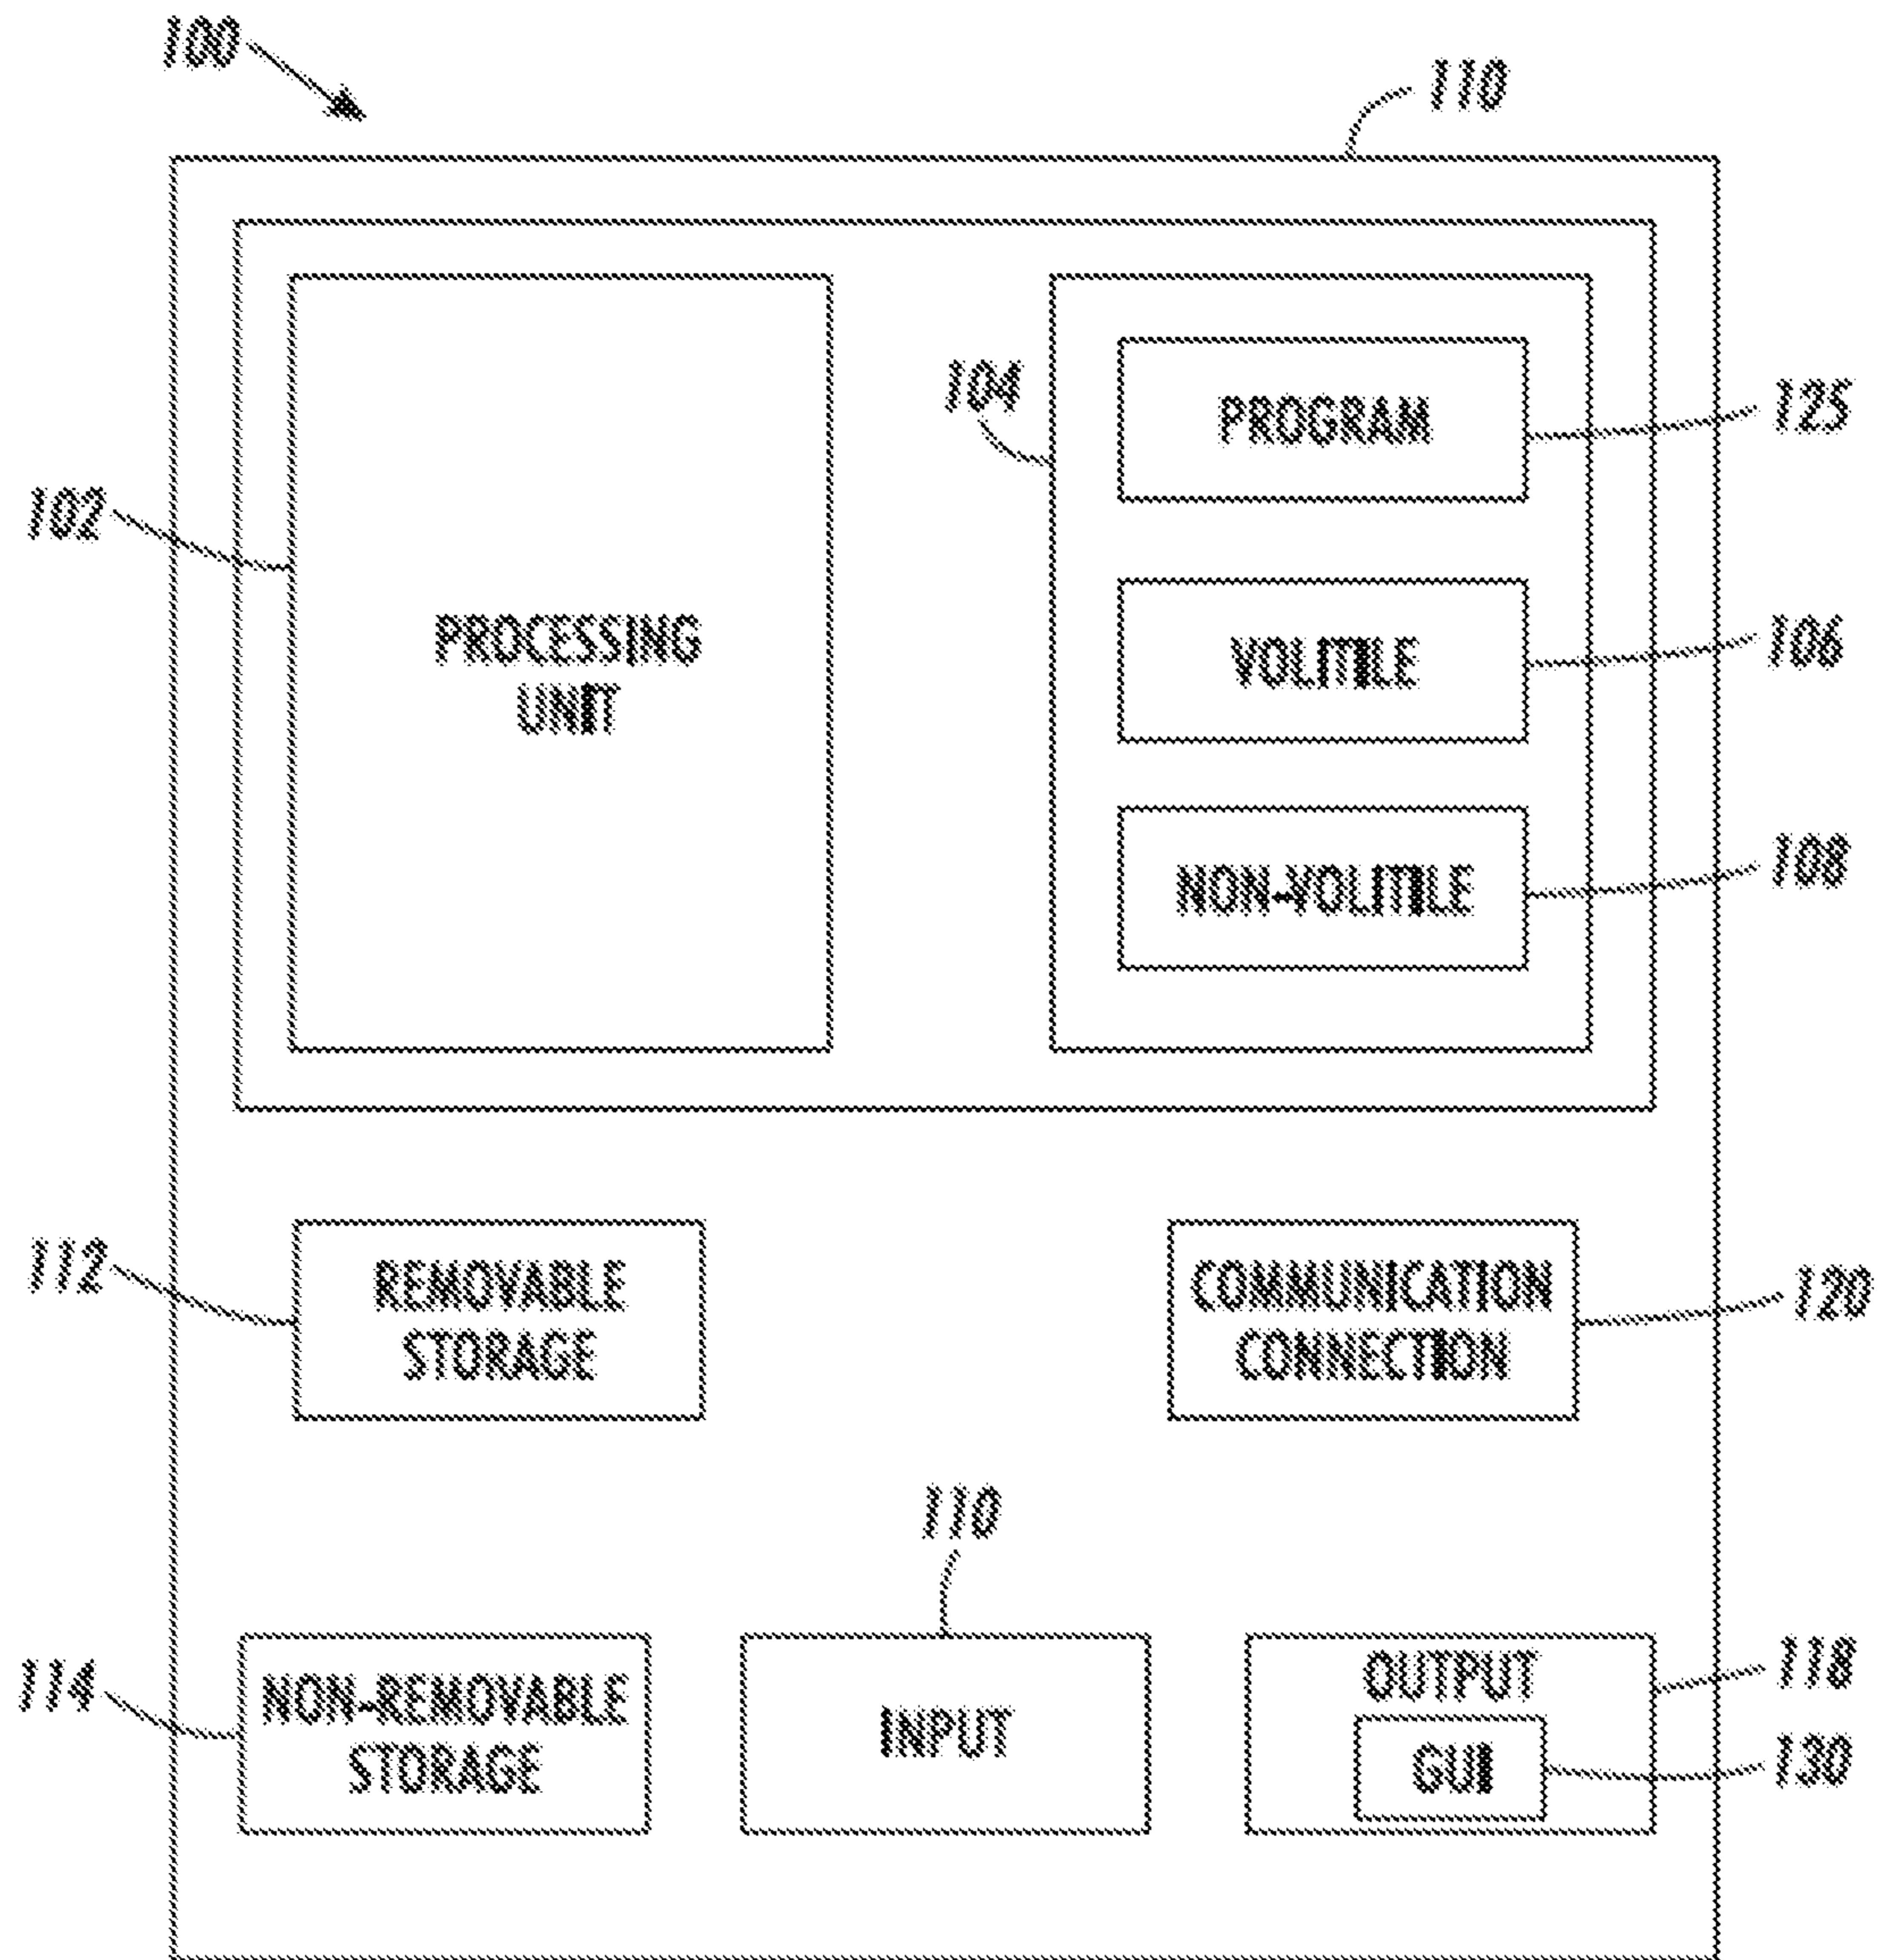 100
110
104
PROGRAM
125
102
PROCESSING
UNIT
VOLITILE
106
NON-VOLITILE
108
112
REMOVABLE
STORAGE
COMMUNICATION
CONNECTION
120
110
114
NON-REMOVABLE
STORAGE
INPUT
OUTPUT
118
GUI
130